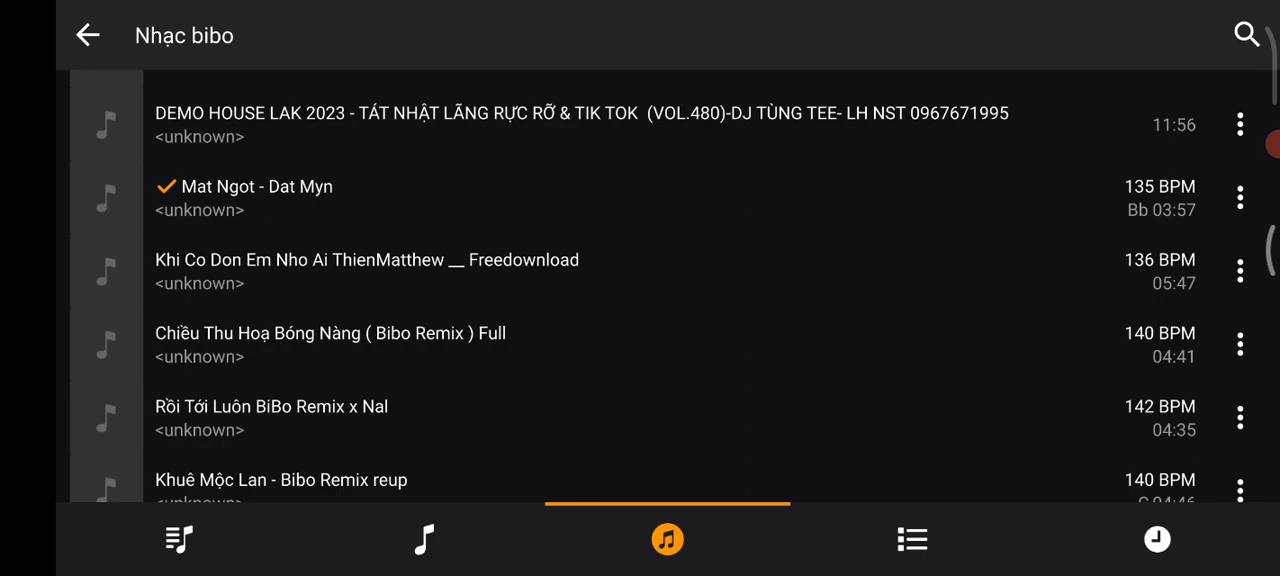 Nhạc bibo
DEMO HOUSE LAK 2023 - TÁT NHẬT LÃNG RỰC RỠ & TIK TOK (VOL.480)-DJ TÙNG TEE- LH NST 0967671995
<unknown>
11:56
Mat Ngot - Dat Myn
135 BPM
<unknown>
Bb 03:57
Khi Co Don Em Nho Ai ThienMatthew __ Freedownload
136 BPM
<unknown>
05:47
Chiều Thu Hoạ Bóng Nàng ( Bibo Remix ) Full
140 BPM
<unknown>
04:41
Rồi Tới Luôn BiBo Remix x Nal
142 BPM
<unknown>
04:35
Khuê Mộc Lan - Bibo Remix reup
140 BPM
<unknown>
C 04:46